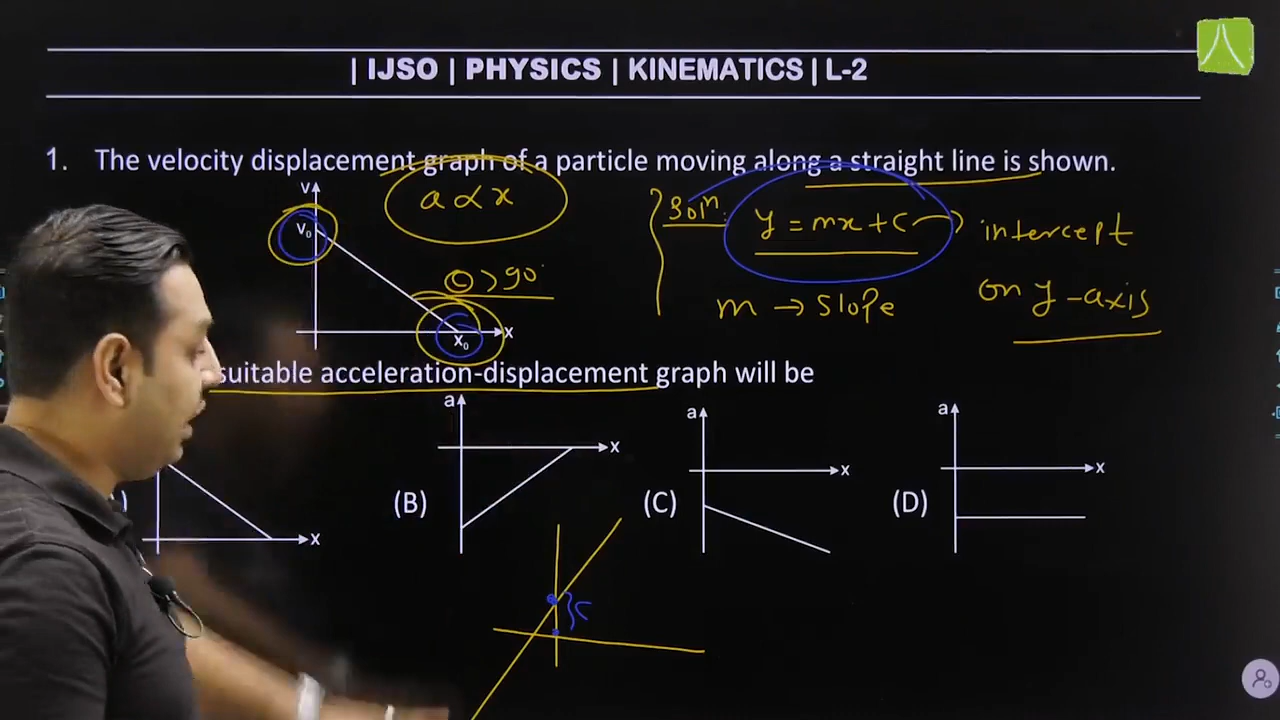 | IJSO | PHYSICS | KINEMATICS | L-2
1. The velocity displacement graph of a particle moving along a straight line is shown.
v
v₀
x₀
x
a ∝ x
> 90°
Soln:
y = mx + c → intercept
on y-axis
m → slope
suitable acceleration-displacement graph will be
)
x
(B)
a
x
(C)
a
x
(D)
a
x
c